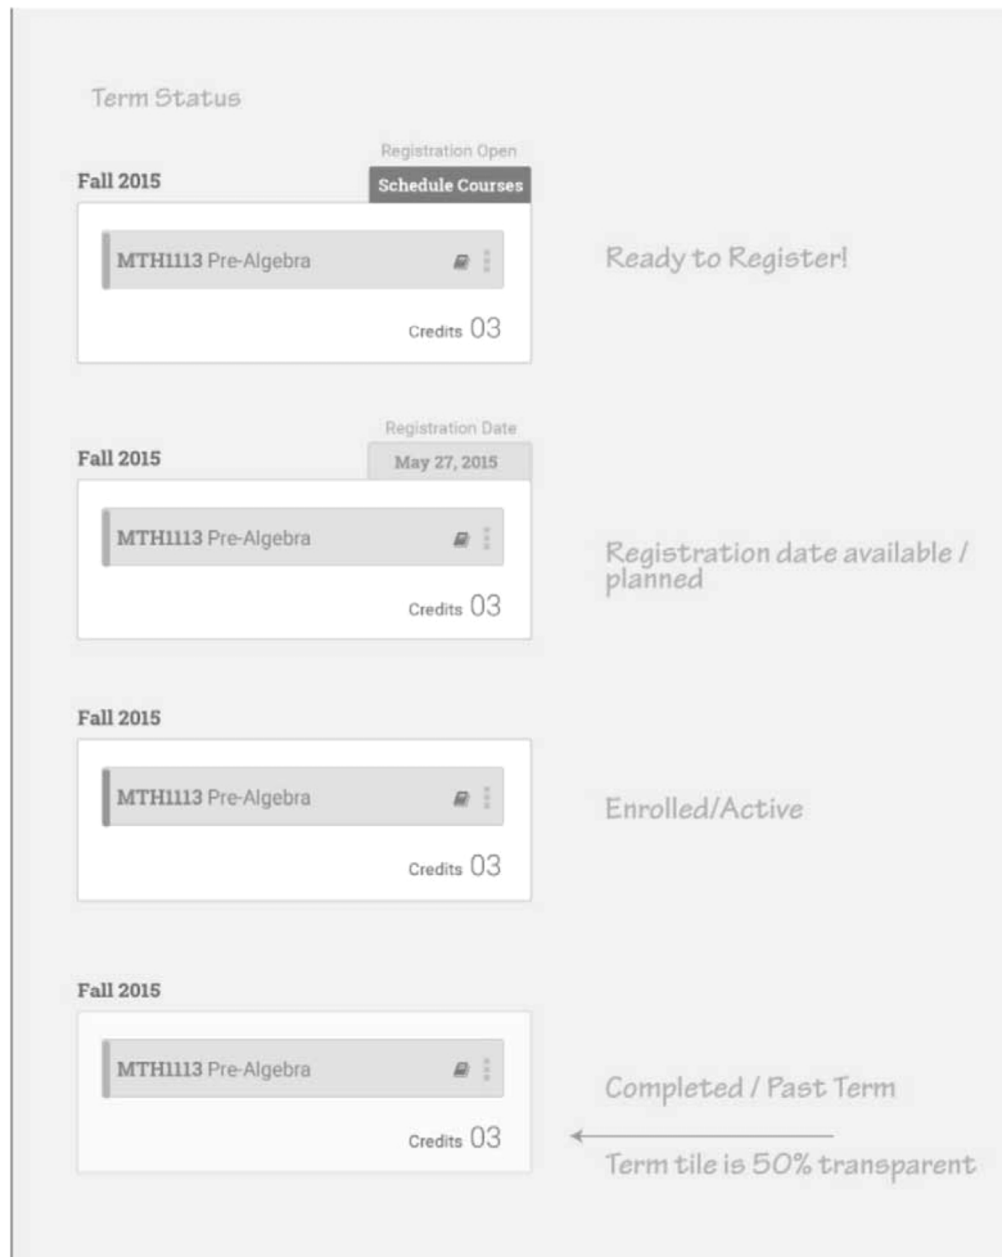 Term Status
Registration Open
Fall 2015
Schedule Courses
MTH1113 Pre-Algebra
Ready to Register!
Credits 03
Registration Date
Fall 2015
May 27, 2015
MTH1113 Pre-Algebra
Registration date available /
planned
Credits 03
Fall 2015
MTH1113 Pre-Algebra
Enrolled/Active
Credits 03
Fall 2015
MTH1113 Pre-Algebra
Completed / Past Term
Credits 03
Term tile is 50% transparent